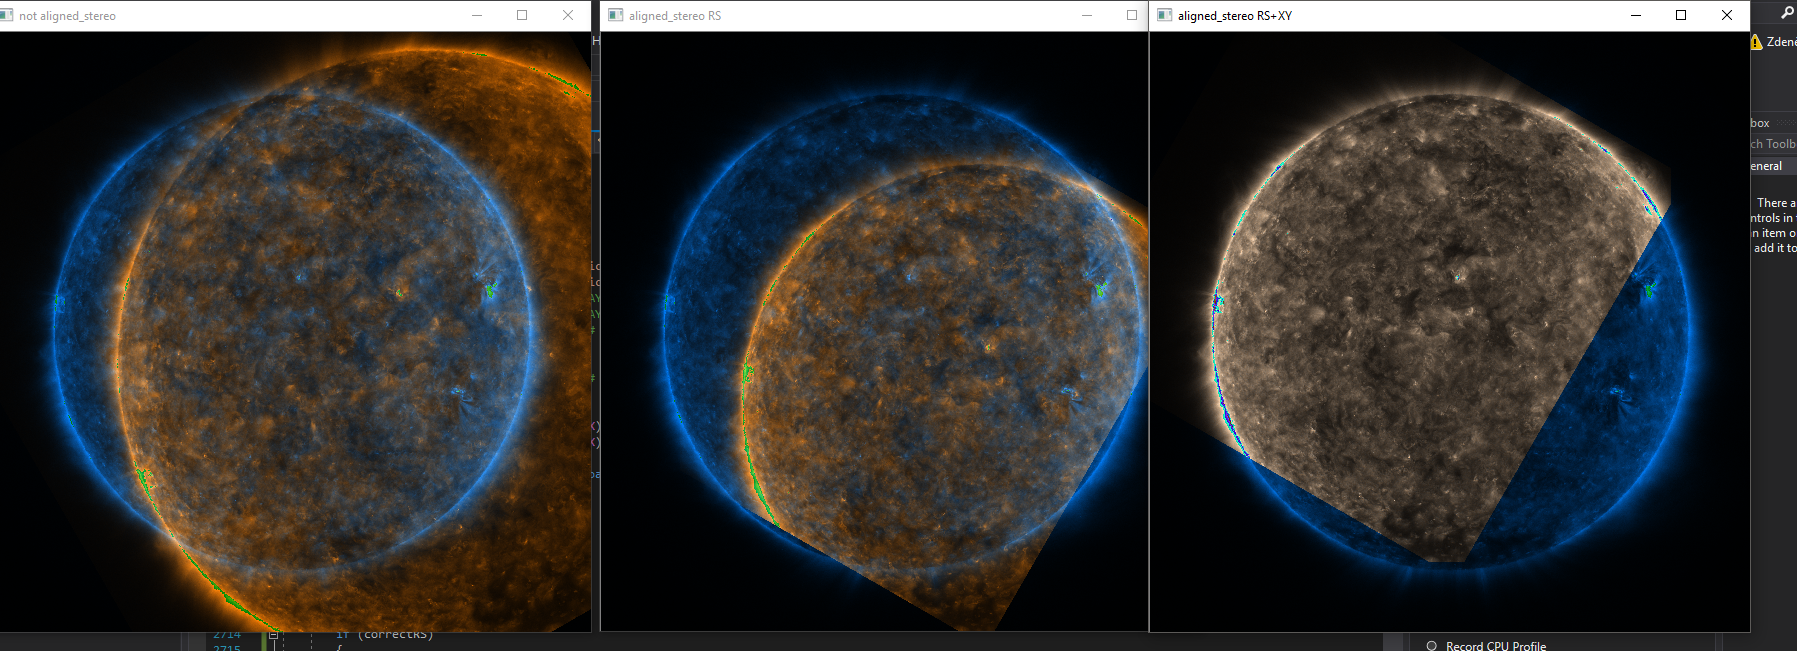 not aligned_stereo
aligned_stereo RS
aligned_stereo RS+XY
H
Zdene
box
ch Toolb
eneral
There a
ntrols in t
n item o
add it to
2714 if (correctRS)
2715 {
Record CPU Profile